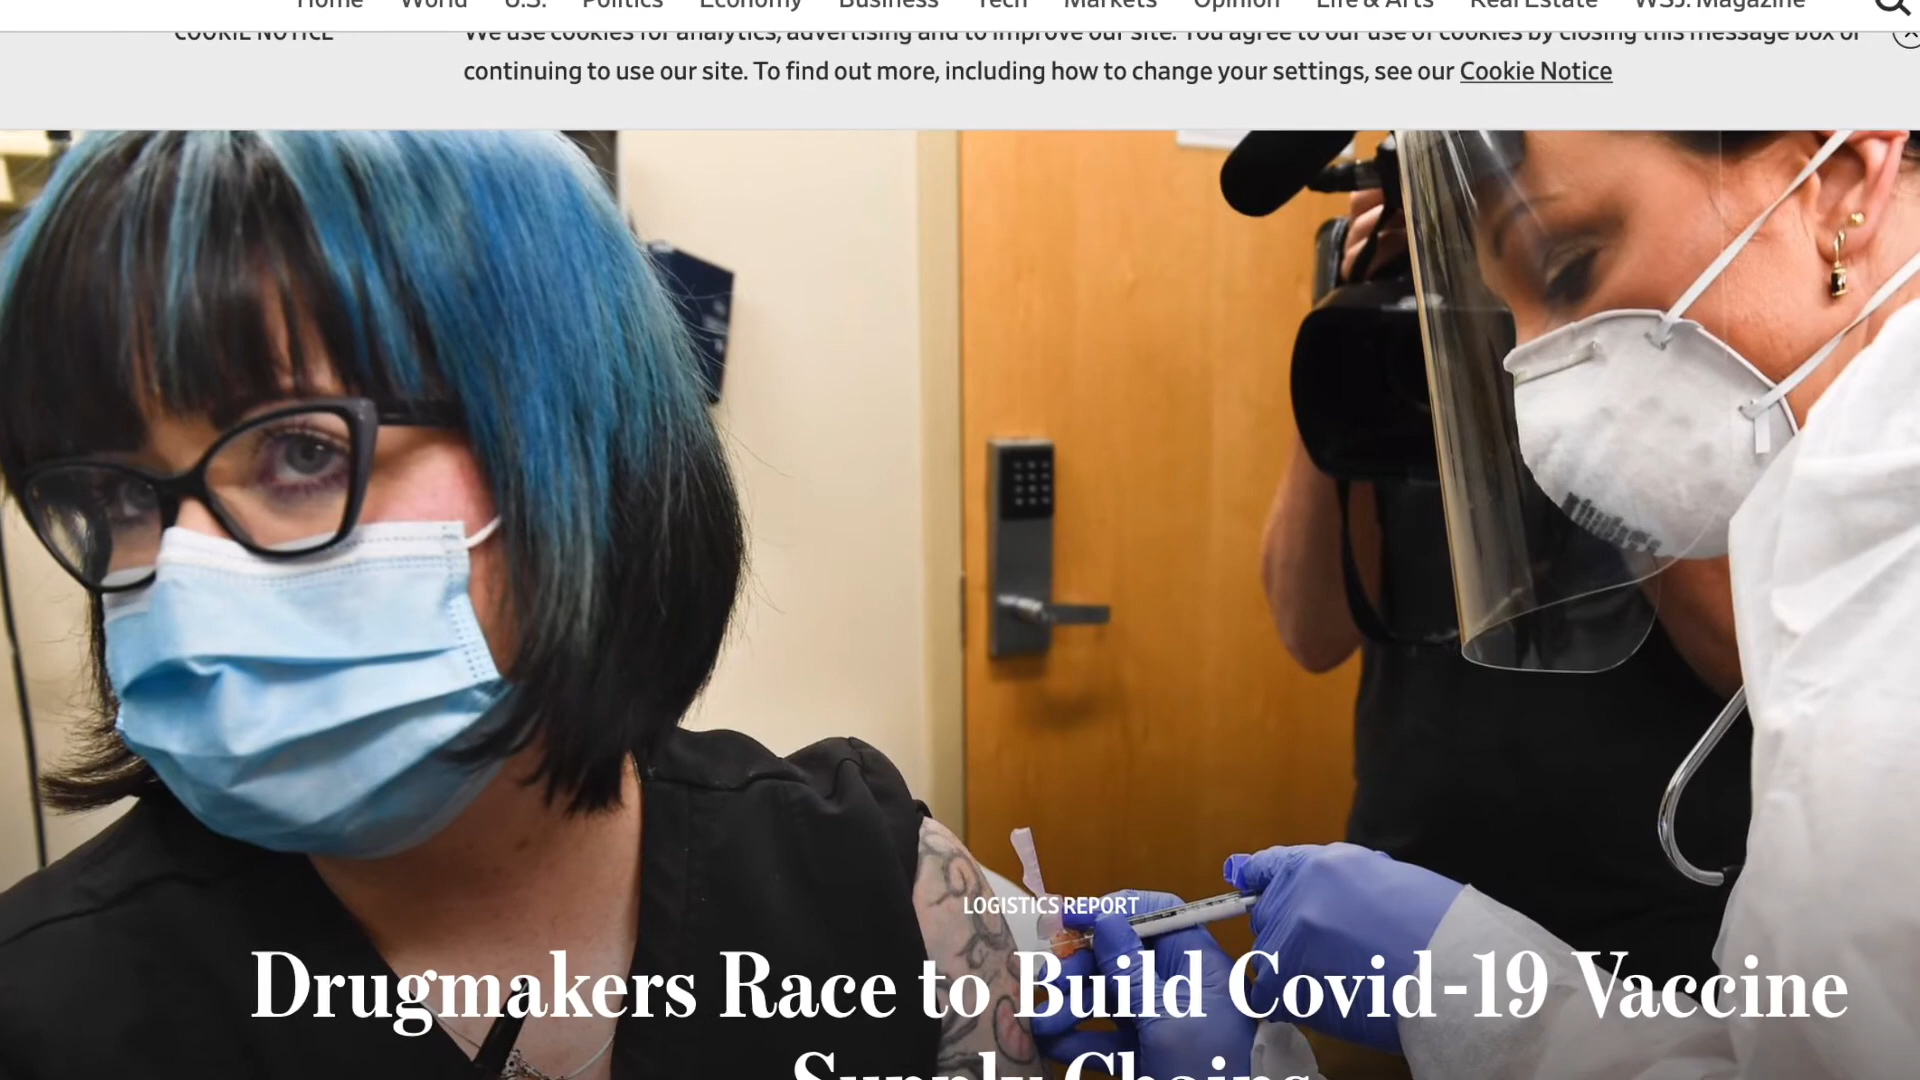 Home World U.S. Politics Economy Business Tech Markets Opinion Life & Arts Real Estate WSJ. Magazine
COOKIE NOTICE
We use cookies for analytics, advertising and to improve our site. You agree to our use of cookies by closing this message box or
continuing to use our site. To find out more, including how to change your settings, see our Cookie Notice
LOGISTICS REPORT
Drugmakers Race to Build Covid-19 Vaccine
Supply Chains